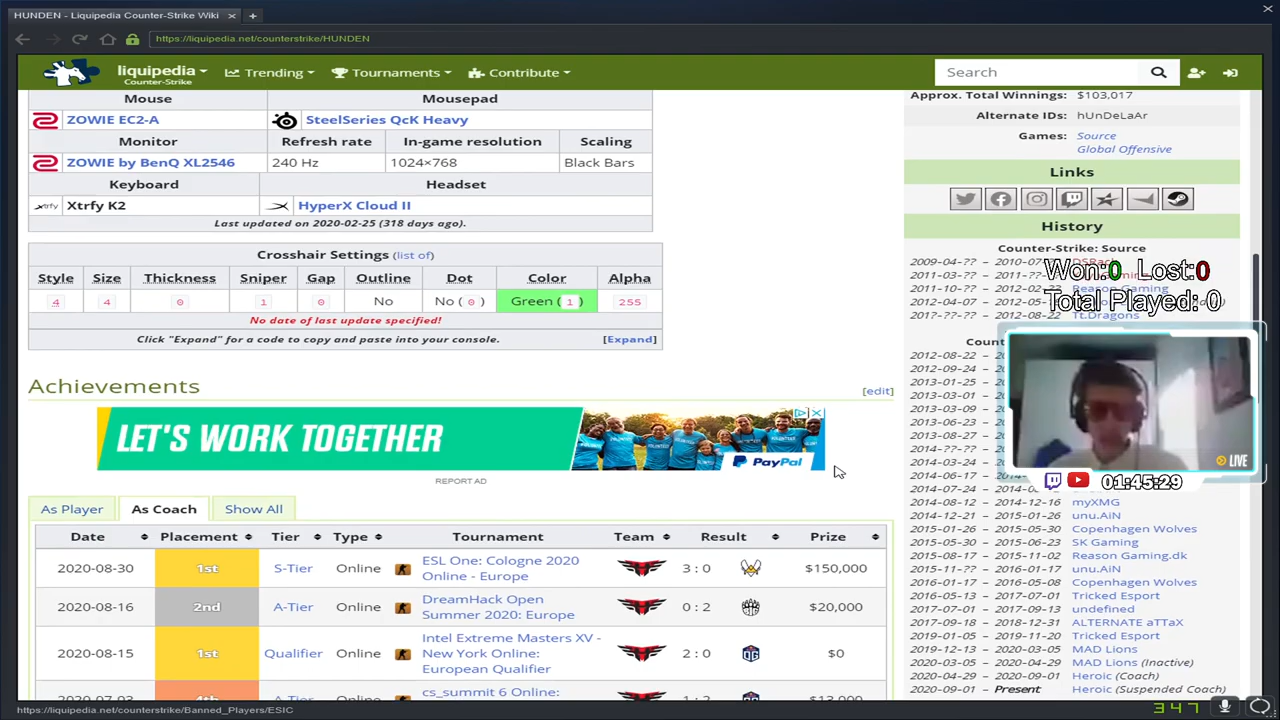 HUNDEN - Liquipedia Counter-Strike Wiki
https://liquipedia.net/counterstrike/HUNDEN
liquipedia Counter-Strike Trending Tournaments Contribute Search
Mouse Mousepad
ZOWIE EC2-A SteelSeries QcK Heavy
Monitor Refresh rate In-game resolution Scaling
ZOWIE by BenQ XL2546 240 Hz 1024×768 Black Bars
Keyboard Headset
xtrfy Xtrfy K2 HyperX Cloud II
Last updated on 2020-02-25 (318 days ago).
Crosshair Settings (list of)
Style Size Thickness Sniper Gap Outline Dot Color Alpha
4 4 0 1 0 No No ( 0 ) Green ( 1 ) 255
No date of last update specified!
Click "Expand" for a code to copy and paste into your console. [Expand]
Achievements [edit]
LET'S WORK TOGETHER PayPal
REPORT AD
As Player As Coach Show All
Date Placement Tier Type Tournament Team Result Prize
2020-08-30 1st S-Tier Online ESL One: Cologne 2020 Online - Europe 3 : 0 $150,000
2020-08-16 2nd A-Tier Online DreamHack Open Summer 2020: Europe 0 : 2 $20,000
2020-08-15 1st Qualifier Online Intel Extreme Masters XV - New York Online: European Qualifier 2 : 0 $0
2020-07-03 4th A-Tier Online cs_summit 6 Online:
Approx. Total Winnings: $103,017
Alternate IDs: hUnDeLaAr
Games: Source
Global Offensive
Links
History
Counter-Strike: Source
2009-04-?? - 2010-07
2011-03-?? - 2011-
2012-02-?? Reason Gaming
2012-04-07 - 2012-05
201?-??-?? - 2012-08-22 Tt.Dragons
Won:0 Lost:0
Total Played: 0
2012-08-22
2012-09-24
2013-01-25
2013-03-01
2013-03-09
2013-06-23
2013-08-27
2014-??-??
2014-03-24
2014-07-24
LIVE
01:45:29
2014-08-12 - 2014-12-16 myXMG
2014-12-21 - 2015-01-26 unu.AiN
2015-01-26 - 2015-05-30 Copenhagen Wolves
2015-05-30 - 2015-06-23 SK Gaming
2015-08-17 - 2015-11-02 Reason Gaming.dk
2015-11-?? - 2016-01-17 unu.AiN
2016-01-17 - 2016-05-08 Copenhagen Wolves
2016-05-13 - 2017-01-01 Tricked Esport
2017-07-01 - 2017-09-13 undefined
2017-09-18 - 2018-12-31 ALTERNATE aTTaX
2019-01-05 - 2019-11-20 Tricked Esport
2019-12-13 - 2020-03-05 MAD Lions
2020-03-05 - 2020-04-29 MAD Lions (Inactive)
2020-04-29 - 2020-09-01 Heroic (Coach)
2020-09-01 - Present Heroic (Suspended Coach)
https://liquipedia.net/counterstrike/Banned_Players/ESIC
347